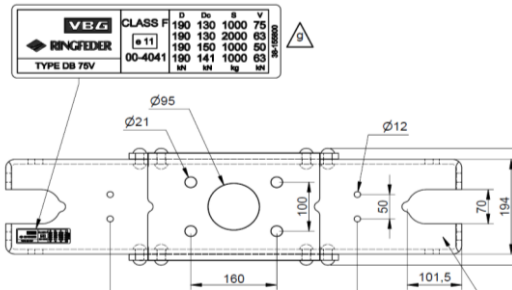 VBG
RINGFEDER
TYPE DB 75V
CLASS F
e 11
00-4041
D Dc S V
190 130 1000 75
190 130 2000 63
190 150 1000 50
190 141 1000 63
kN kN kg kN
38-155800
g
Ø95
Ø21
Ø12
100
50
70
194
160
101,5